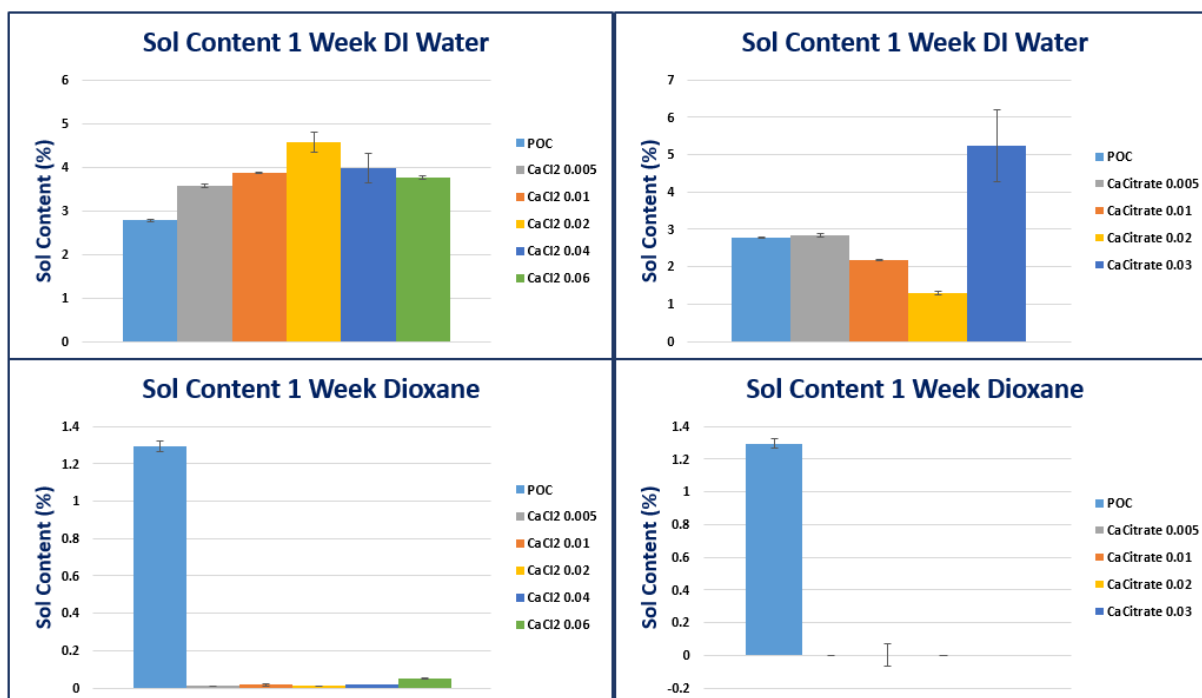 Sol Content 1 Week DI Water
Sol Content (%)
6
5
4
3
2
1
0
POC
CaCl2 0.005
CaCl2 0.01
CaCl2 0.02
CaCl2 0.04
CaCl2 0.06
Sol Content 1 Week DI Water
Sol Content (%)
7
6
5
4
3
2
1
0
POC
CaCitrate 0.005
CaCitrate 0.01
CaCitrate 0.02
CaCitrate 0.03
Sol Content 1 Week Dioxane
Sol Content (%)
1.4
1.2
1
0.8
0.6
0.4
0.2
0
POC
CaCl2 0.005
CaCl2 0.01
CaCl2 0.02
CaCl2 0.04
CaCl2 0.06
Sol Content 1 Week Dioxane
Sol Content (%)
1.4
1.2
1
0.8
0.6
0.4
0.2
0
-0.2
POC
CaCitrate 0.005
CaCitrate 0.01
CaCitrate 0.02
CaCitrate 0.03